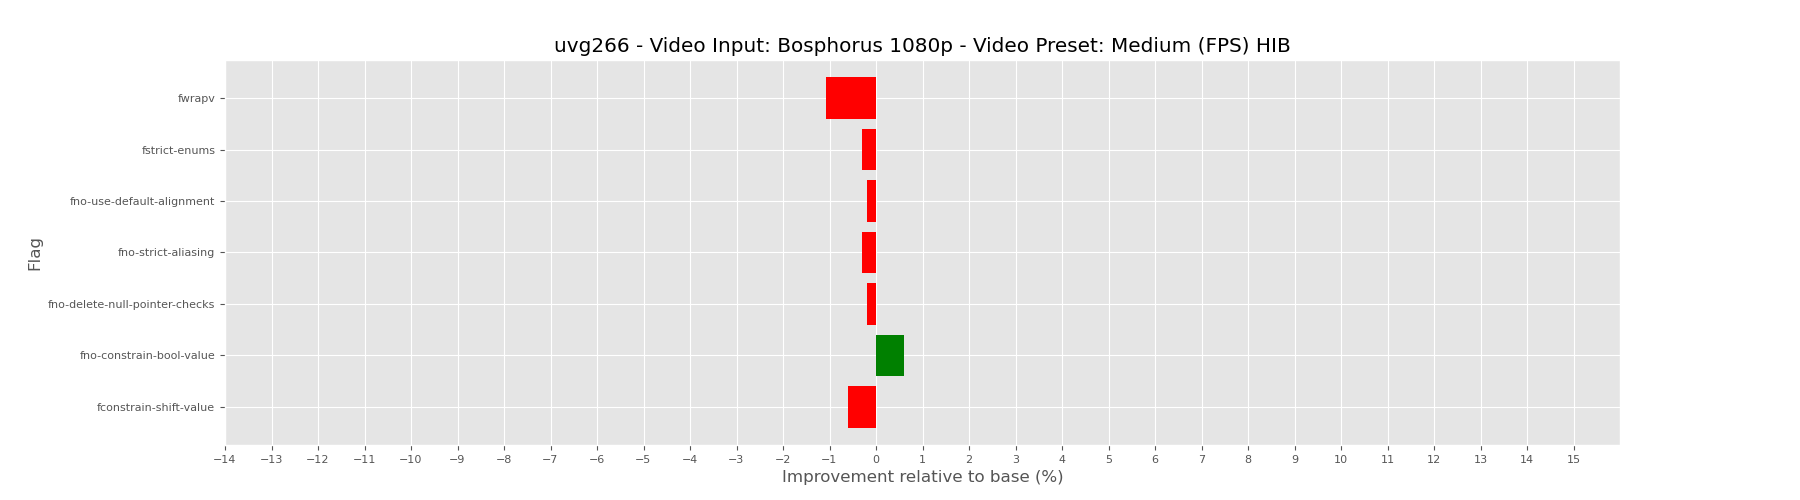 uvg266 - Video Input: Bosphorus 1080p - Video Preset: Medium (FPS) HIB
fwrapv
fstrict-enums
fno-use-default-alignment
fno-strict-aliasing
fno-delete-null-pointer-checks
fno-constrain-bool-value
fconstrain-shift-value
Flag
−14 −13 −12 −11 −10 −9 −8 −7 −6 −5 −4 −3 −2 −1 0 1 2 3 4 5 6 7 8 9 10 11 12 13 14 15
Improvement relative to base (%)